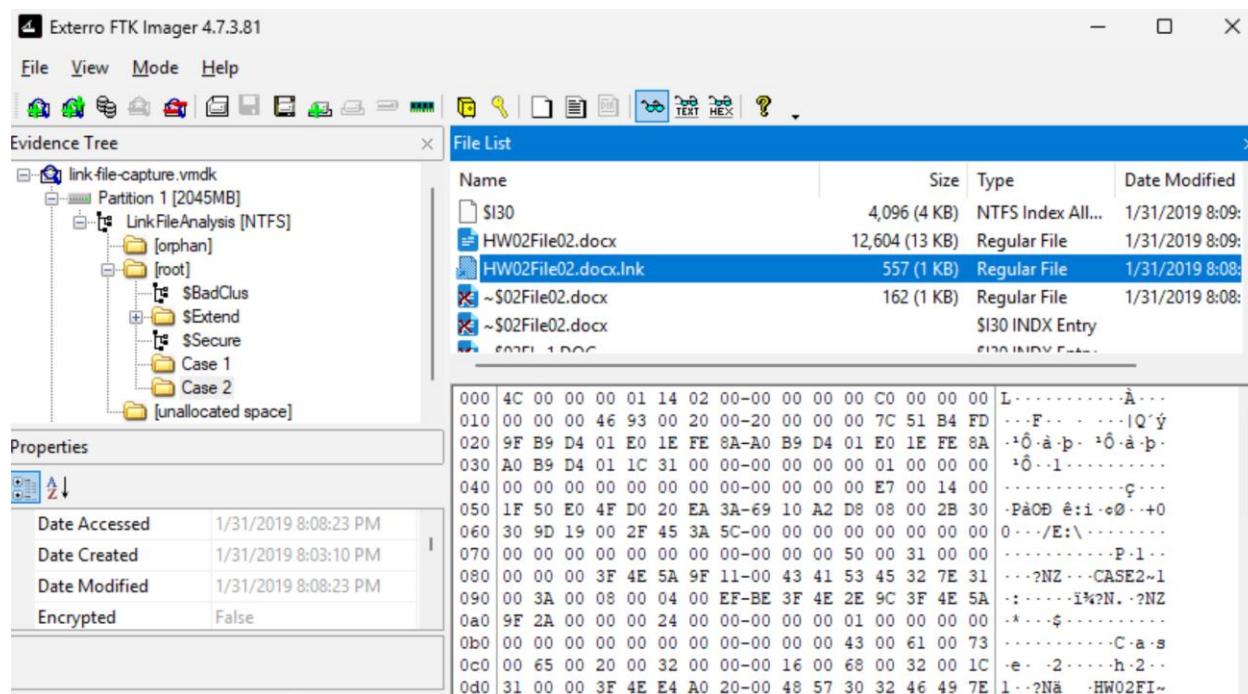 Exterro FTK Imager 4.7.3.81
File View Mode Help
Evidence Tree
link-file-capture.vmdk
Partition 1 [2045MB]
LinkFileAnalysis [NTFS]
[orphan]
[root]
$BadClus
$Extend
$Secure
Case 1
Case 2
[unallocated space]
Properties
Date Accessed 1/31/2019 8:08:23 PM
Date Created 1/31/2019 8:03:10 PM
Date Modified 1/31/2019 8:08:23 PM
Encrypted False
File List
Name Size Type Date Modified
$I30 4,096 (4 KB) NTFS Index All... 1/31/2019 8:09:
HW02File02.docx 12,604 (13 KB) Regular File 1/31/2019 8:09:
HW02File02.docx.lnk 557 (1 KB) Regular File 1/31/2019 8:08:
~$02File02.docx 162 (1 KB) Regular File 1/31/2019 8:08:
~$02File02.docx $I30 INDX Entry
000 4C 00 00 00 01 14 02 00-00 00 00 00 C0 00 00 00 L···········À···
010 00 00 00 46 93 00 20 00-20 00 00 00 7C 51 B4 FD ···F·· · ···|Q´ý
020 9F B9 D4 01 E0 1E FE 8A-A0 B9 D4 01 E0 1E FE 8A ·¹Ô·à·þ· ¹Ô·à·þ·
030 A0 B9 D4 01 1C 31 00 00-00 00 00 00 01 00 00 00 ¹Ô··1··········
040 00 00 00 00 00 00 00 00-00 00 00 00 E7 00 14 00 ············ç···
050 1F 50 E0 4F D0 20 EA 3A-69 10 A2 D8 08 00 2B 30 ·PàOÐ ê:i·¢Ø··+0
060 30 9D 19 00 2F 45 3A 5C-00 00 00 00 00 00 00 00 0···/E:\········
070 00 00 00 00 00 00 00 00-00 00 00 00 50 00 31 00 00 ············P·1··
080 00 00 00 3F 4E 5A 9F 11-00 43 41 53 45 32 7E 31 ···?NZ···CASE2~1
090 00 3A 00 08 00 04 00 EF-BE 3F 4E 2E 9C 3F 4E 5A ·:·····ï¾?N.·?NZ
0a0 9F 2A 00 00 00 24 00 00-00 00 00 01 00 00 00 00 ·*···$··········
0b0 00 00 00 00 00 00 00 00-00 00 00 43 00 61 00 73 ···········C·a·s
0c0 00 65 00 20 00 32 00 00-00 16 00 68 00 32 00 1C ·e· ·2·····h·2··
0d0 31 00 00 3F 4E E4 A0 20-00 48 57 30 32 46 49 7E 1··?Nä ·HW02FI~